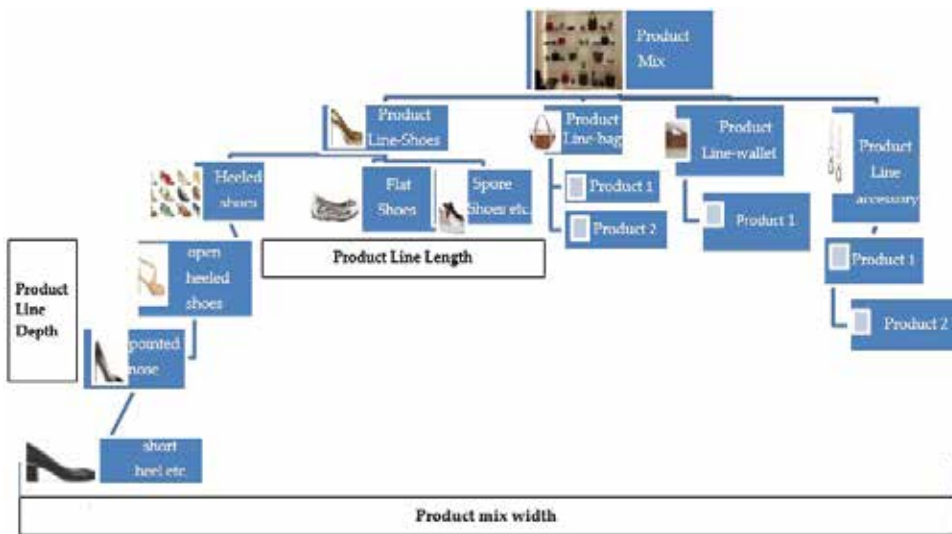 Product
Mix
Product
Line-Shoes
Product
Line-bag
Product
Line-wallet
Product
Line
accessory
Heeled
shoes
Flat
Shoes
Spore
Shoes etc.
Product 1
Product 2
Product 1
Product 1
Product 2
Product Line Length
Product
Line
Depth
open
heeled
shoes
pointed
nose
short
heel etc
Product mix width